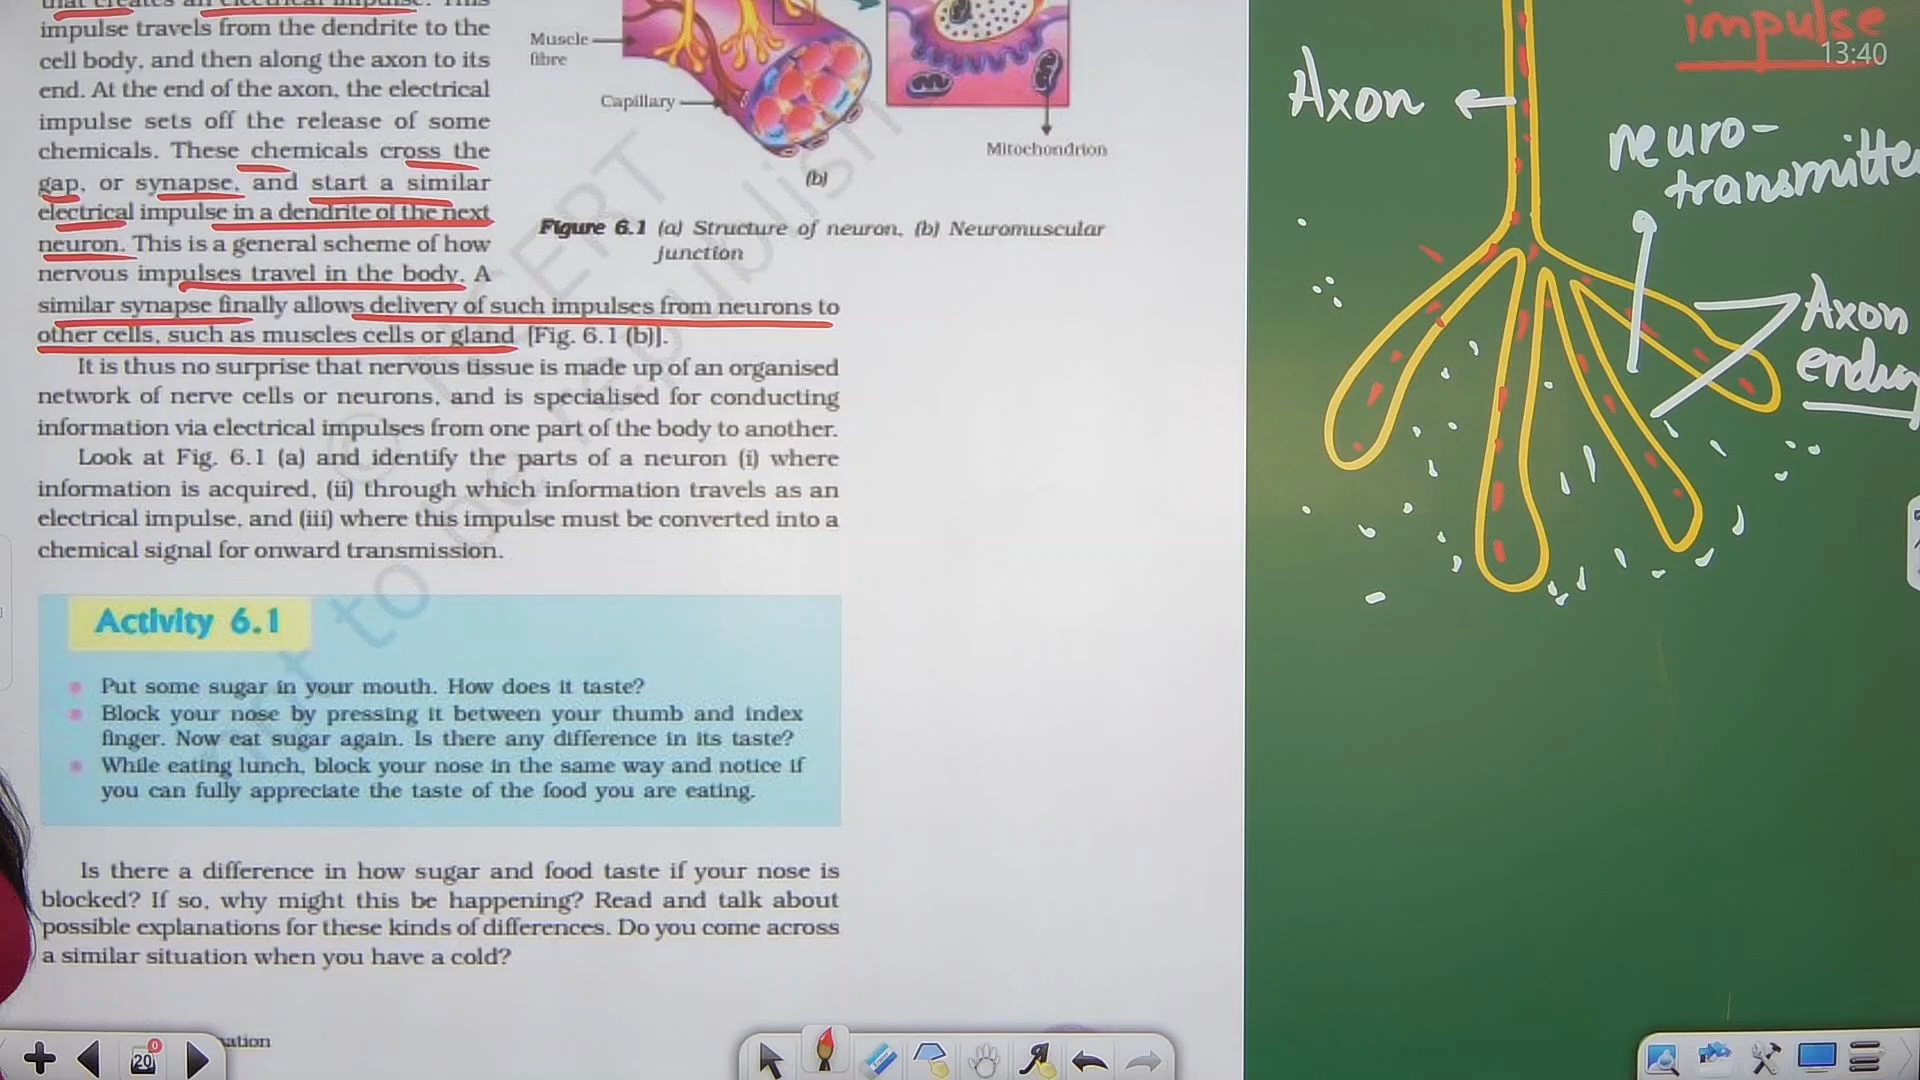 that creates an electrical impulse. This
impulse travels from the dendrite to the
cell body, and then along the axon to its
end. At the end of the axon, the electrical
impulse sets off the release of some
chemicals. These chemicals cross the
gap, or synapse, and start a similar
electrical impulse in a dendrite of the next
neuron. This is a general scheme of how
nervous impulses travel in the body. A
similar synapse finally allows delivery of such impulses from neurons to
other cells, such as muscles cells or gland [Fig. 6.1 (b)].
It is thus no surprise that nervous tissue is made up of an organised
network of nerve cells or neurons, and is specialised for conducting
information via electrical impulses from one part of the body to another.
Look at Fig. 6.1 (a) and identify the parts of a neuron (i) where
information is acquired, (ii) through which information travels as an
electrical impulse, and (iii) where this impulse must be converted into a
chemical signal for onward transmission.
Muscle
fibre
Capillary
Mitochondrion
(b)
Figure 6.1 (a) Structure of neuron, (b) Neuromuscular
junction
Activity 6.1
Put some sugar in your mouth. How does it taste?
Block your nose by pressing it between your thumb and index
finger. Now eat sugar again. Is there any difference in its taste?
While eating lunch, block your nose in the same way and notice if
you can fully appreciate the taste of the food you are eating.
Is there a difference in how sugar and food taste if your nose is
blocked? If so, why might this be happening? Read and talk about
possible explanations for these kinds of differences. Do you come across
a similar situation when you have a cold?
20
0
impulse
13:40
Axon
neuro-
transmitte
Axon